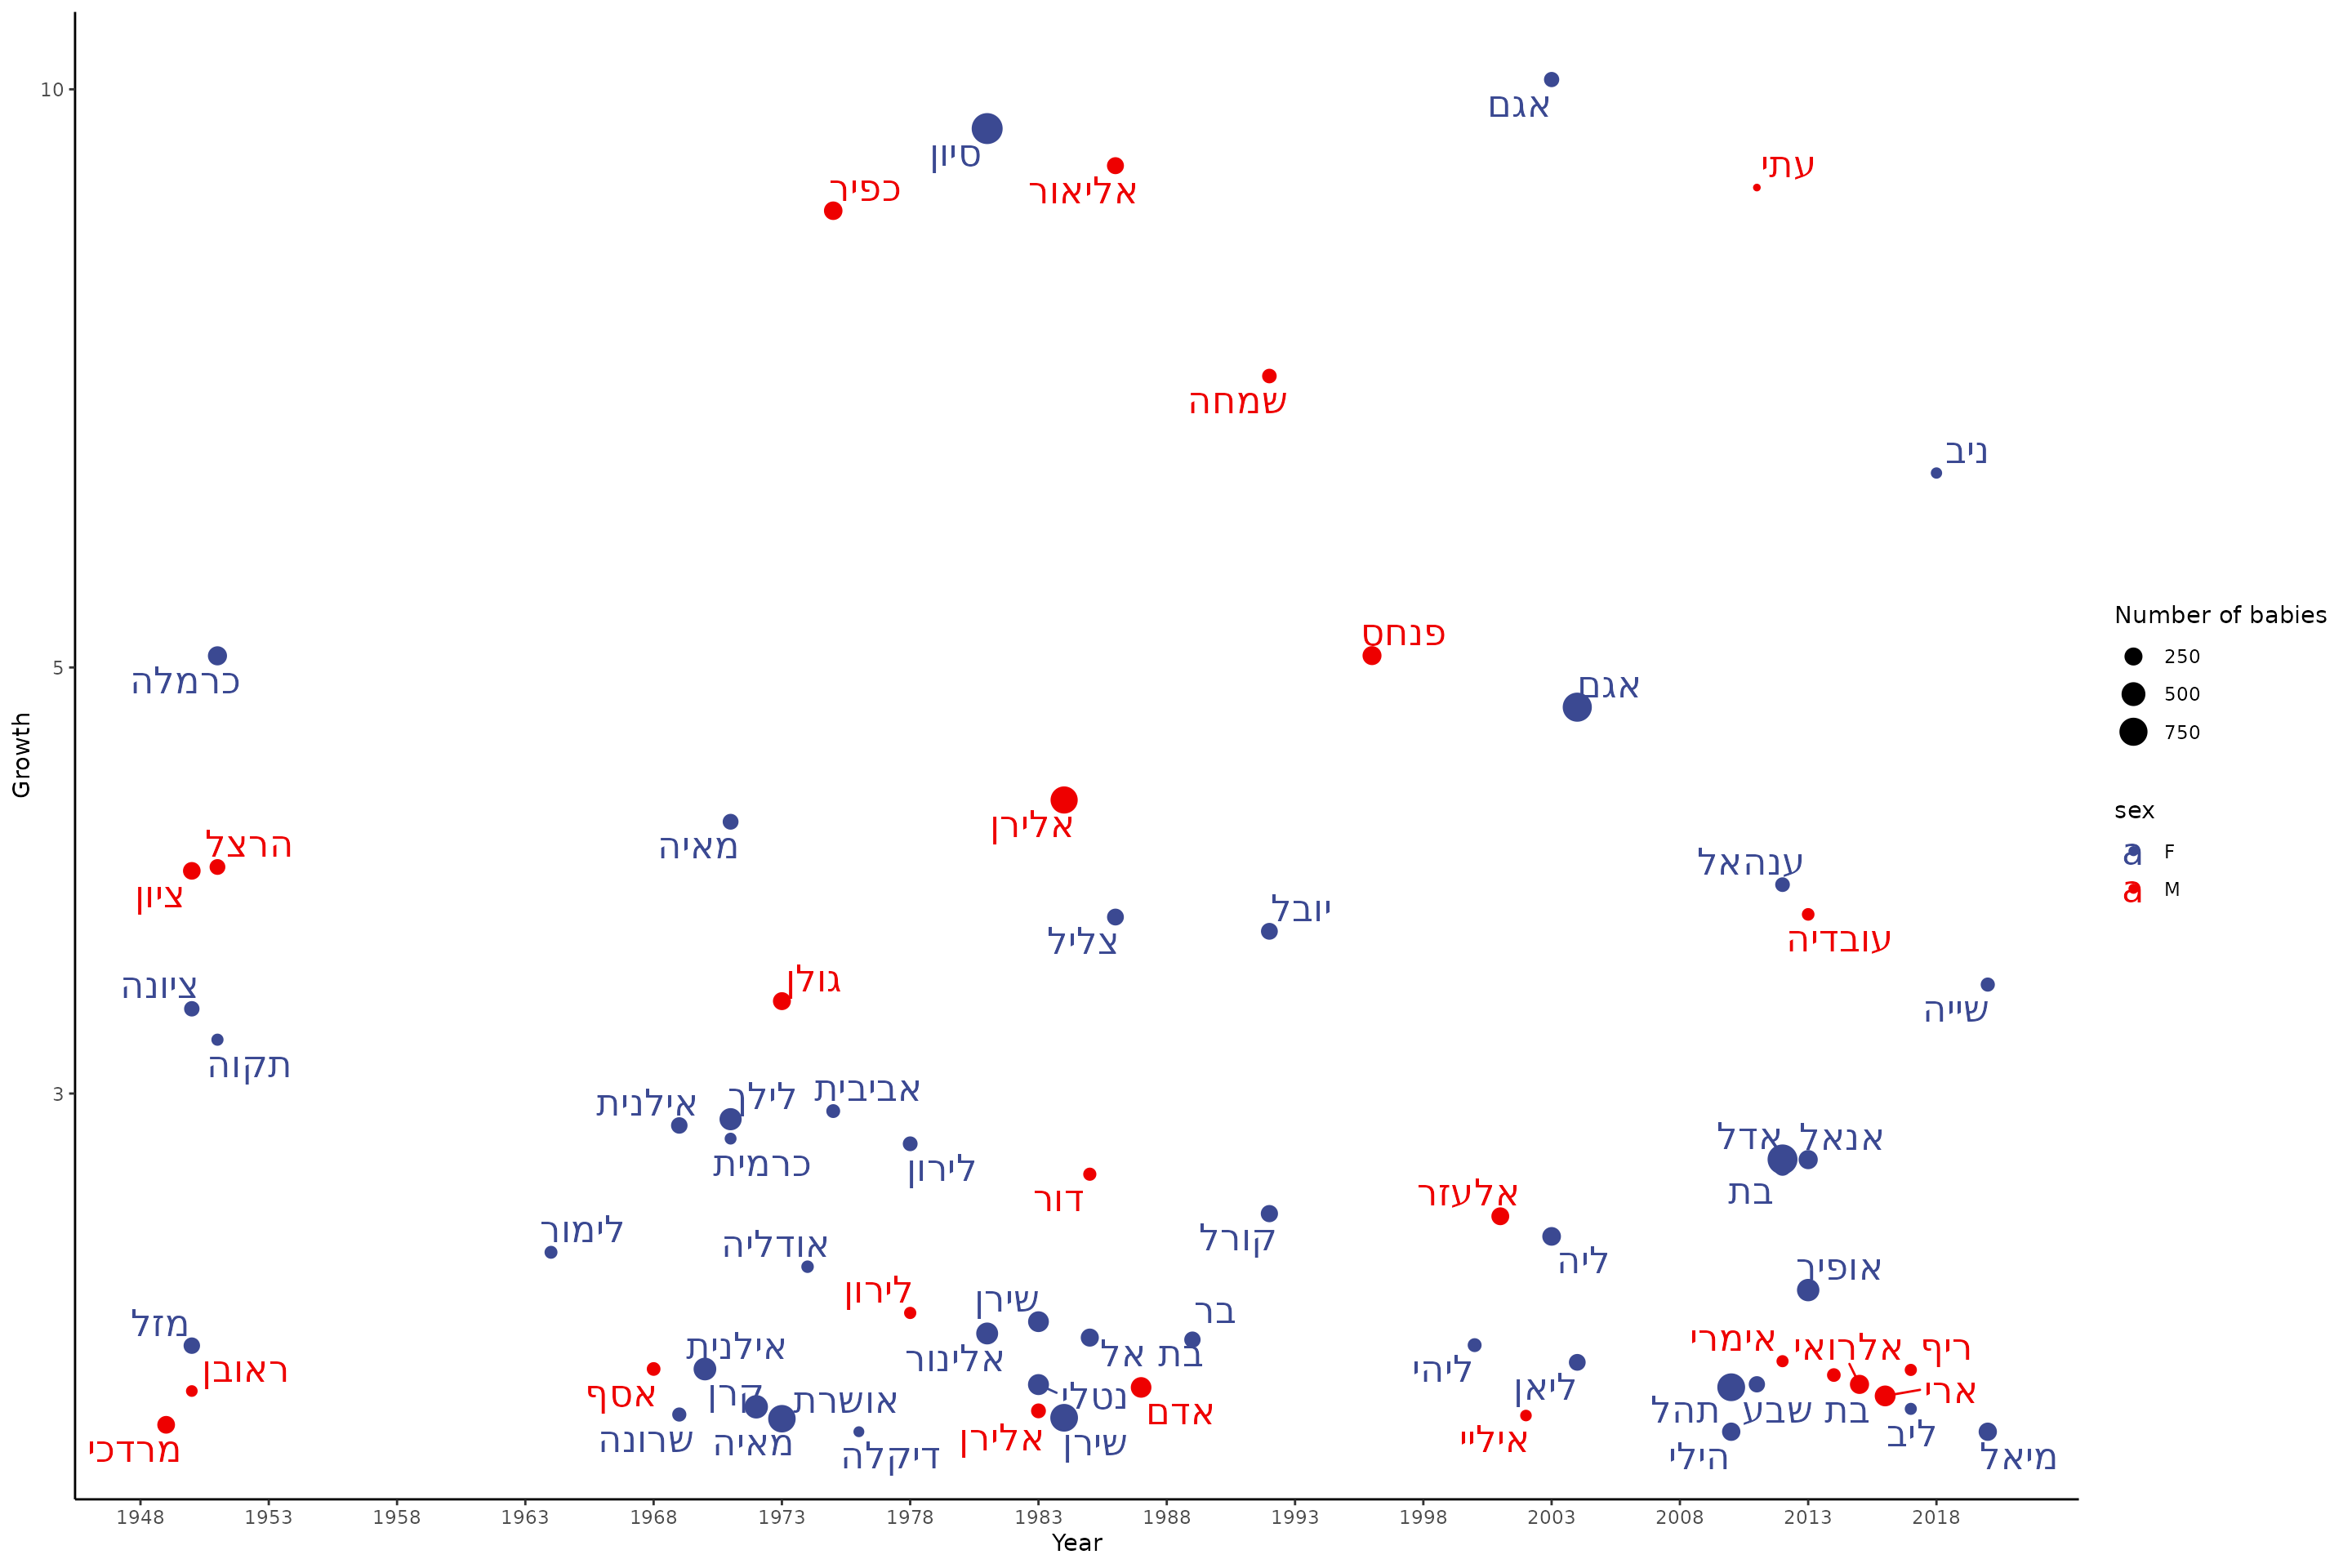 10
אגם
סיון
עתי
כפיר
אליאור
שמחה
ניב
פנחס
Number of babies
250
כרמלה
5
אגם
500
750
Growth
אלירן
sex
הרצל
מאיה
ענהאל
a F
ציון
יובל
a M
צליל
עובדיה
גולן
ציונה
שייה
תקוה
3
אביבית
לילך
אילנית
אדל
אנאל
כרמית
לירון
בת
דור
אלעזר
לימור
קורל
אודליה
ליה
אופיר
לירון
שירן
בר
מזל
אימרי
אילנית
אלינור
בת אל
אלרואי
ריף
ראובן
ליהי
אסף
קרן
נטלי
ליאן
ארי
אושרת
אדם
תהל
בת שבע
שרונה
מאיה
אלירן
שירן
איליי
ליב
מרדכי
דיקלה
הילי
מיאל
1948 1953 1958 1963 1968 1973 1978 1983 1988 1993 1998 2003 2008 2013 2018
Year